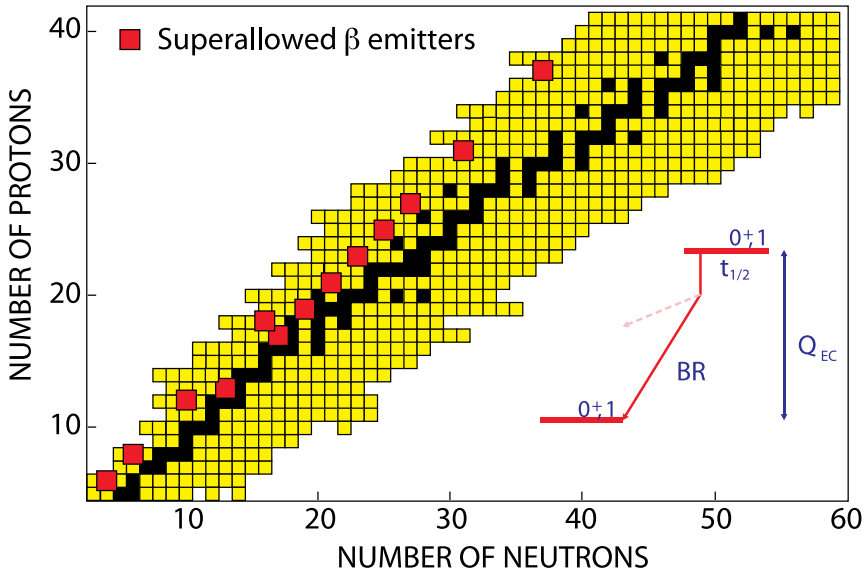 Superallowed β emitters
40
30
20
10
NUMBER OF PROTONS
0⁺,1
t1/2
BR
QEC
0⁺,1
10 20 30 40 50 60
NUMBER OF NEUTRONS